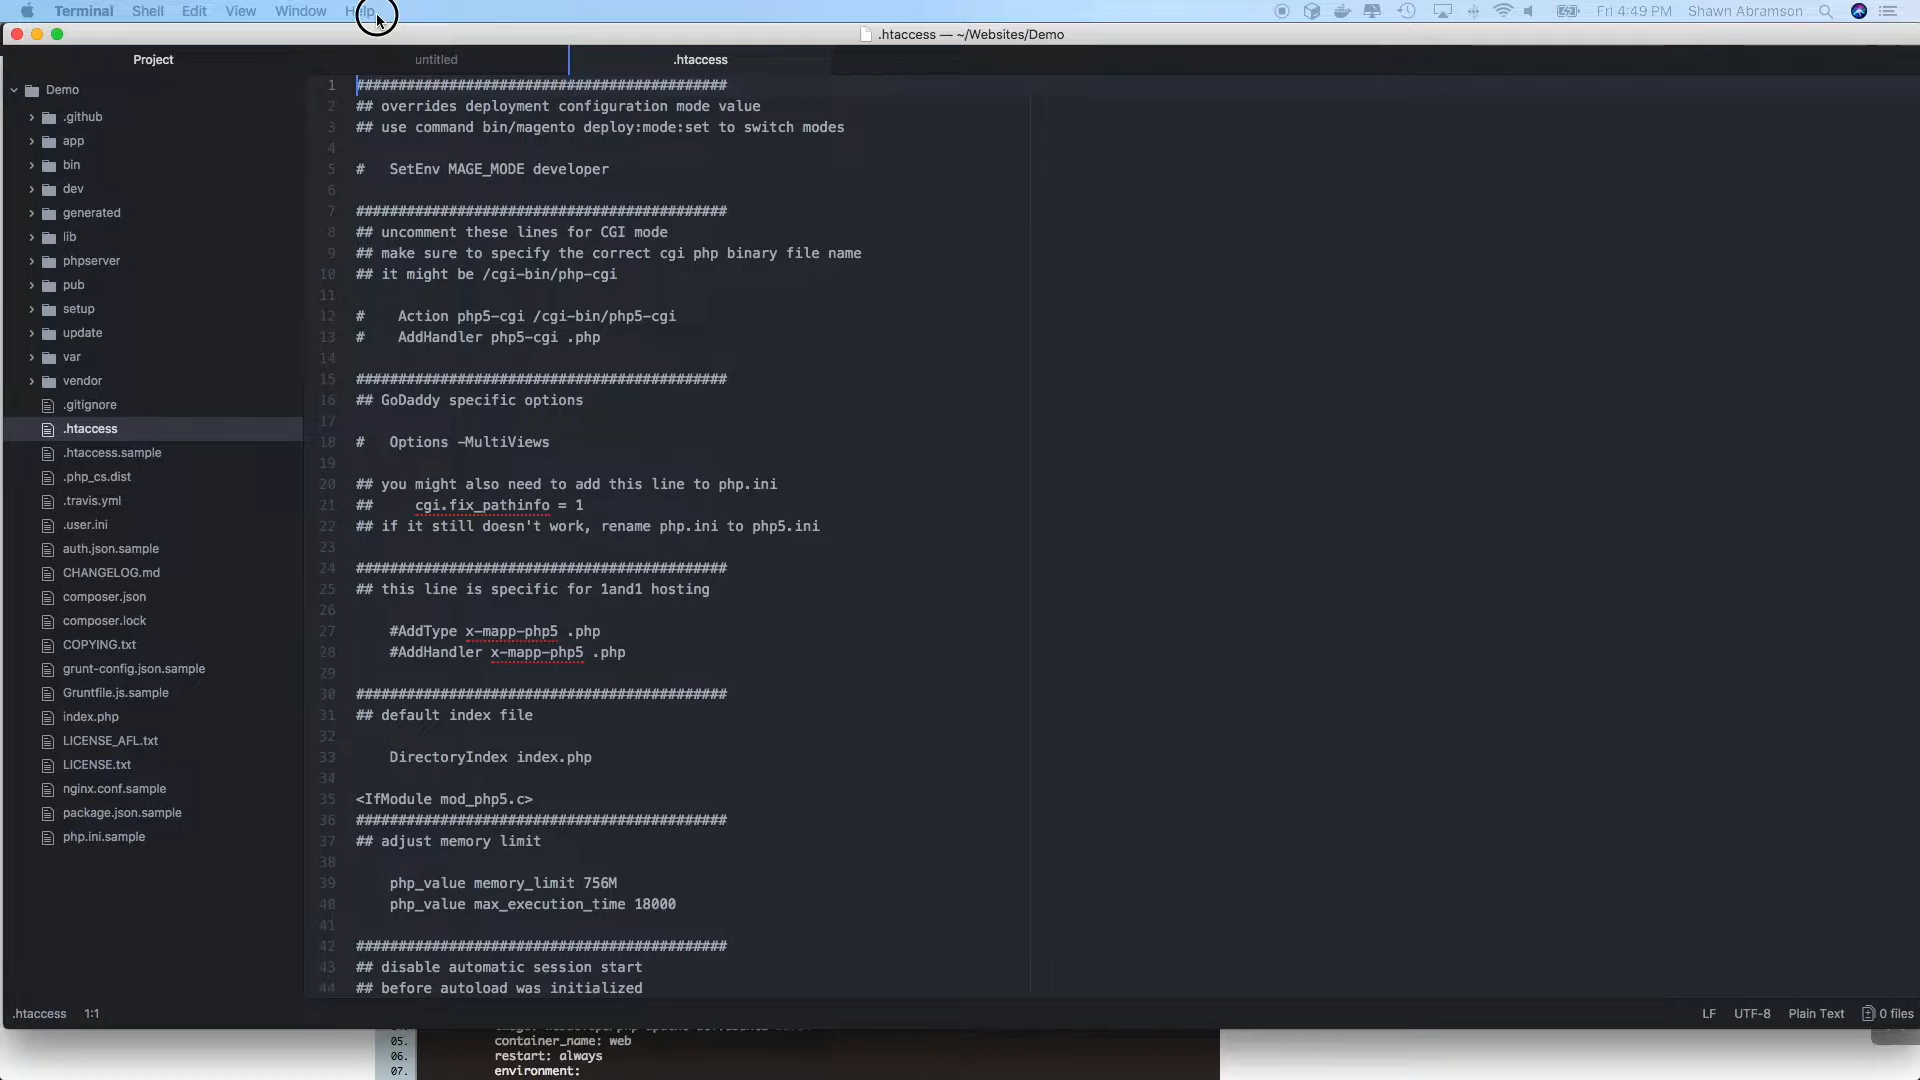 Terminal Shell Edit View Window Help
Fri 4:49 PM Shawn Abramson
.htaccess — ~/Websites/Demo
Project
untitled
.htaccess
Demo
.github
app
bin
dev
generated
lib
phpserver
pub
setup
update
var
vendor
.gitignore
.htaccess
.htaccess.sample
.php_cs.dist
.travis.yml
.user.ini
auth.json.sample
CHANGELOG.md
composer.json
composer.lock
COPYING.txt
grunt-config.json.sample
Gruntfile.js.sample
index.php
LICENSE_AFL.txt
LICENSE.txt
nginx.conf.sample
package.json.sample
php.ini.sample
1 ############################################
2 ## overrides deployment configuration mode value
3 ## use command bin/magento deploy:mode:set to switch modes
4
5 #   SetEnv MAGE_MODE developer
6
7 ############################################
8 ## uncomment these lines for CGI mode
9 ## make sure to specify the correct cgi php binary file name
10 ## it might be /cgi-bin/php-cgi
11
12 #    Action php5-cgi /cgi-bin/php5-cgi
13 #    AddHandler php5-cgi .php
14
15 ############################################
16 ## GoDaddy specific options
17
18 #   Options -MultiViews
19
20 ## you might also need to add this line to php.ini
21 ##     cgi.fix_pathinfo = 1
22 ## if it still doesn't work, rename php.ini to php5.ini
23
24 ############################################
25 ## this line is specific for 1and1 hosting
26
27     #AddType x-mapp-php5 .php
28     #AddHandler x-mapp-php5 .php
29
30 ############################################
31 ## default index file
32
33     DirectoryIndex index.php
34
35 <IfModule mod_php5.c>
36 ############################################
37 ## adjust memory limit
38
39     php_value memory_limit 756M
40     php_value max_execution_time 18000
41
42 ############################################
43 ## disable automatic session start
44 ## before autoload was initialized
.htaccess 1:1
LF UTF-8 Plain Text 0 files
05. container_name: web
06. restart: always
07. environment: